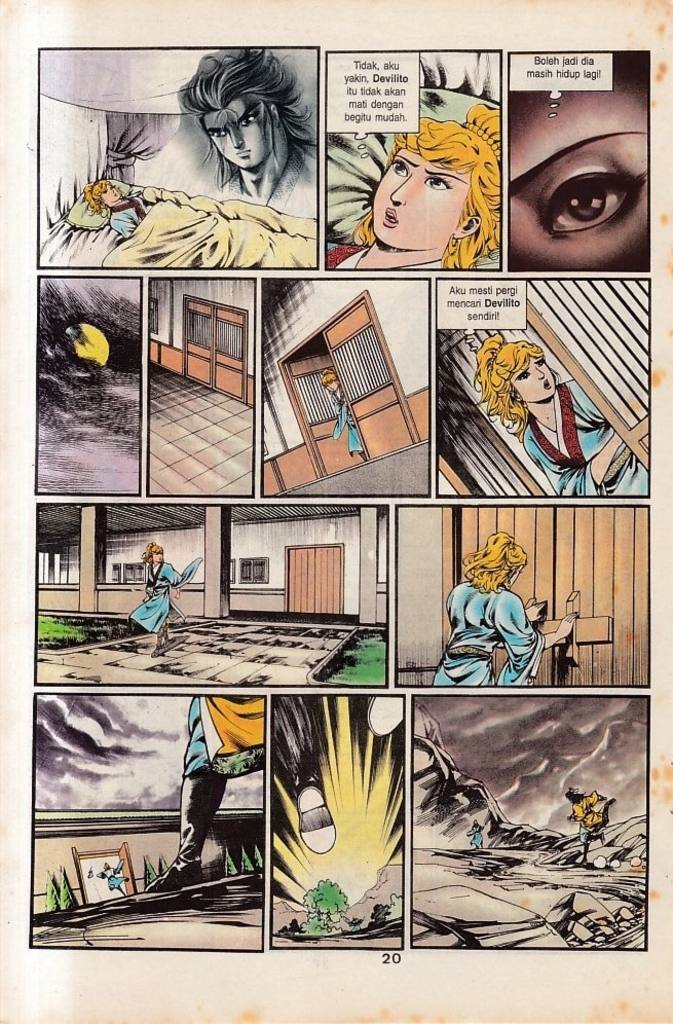 Tidak, aku
yakin, Devilito
itu tidak akan
mati dengan
begitu mudah.
Boleh jadi dia
masih hidup lagi!
Aku mesti pergi
mencari Devilito
sendiri!
20